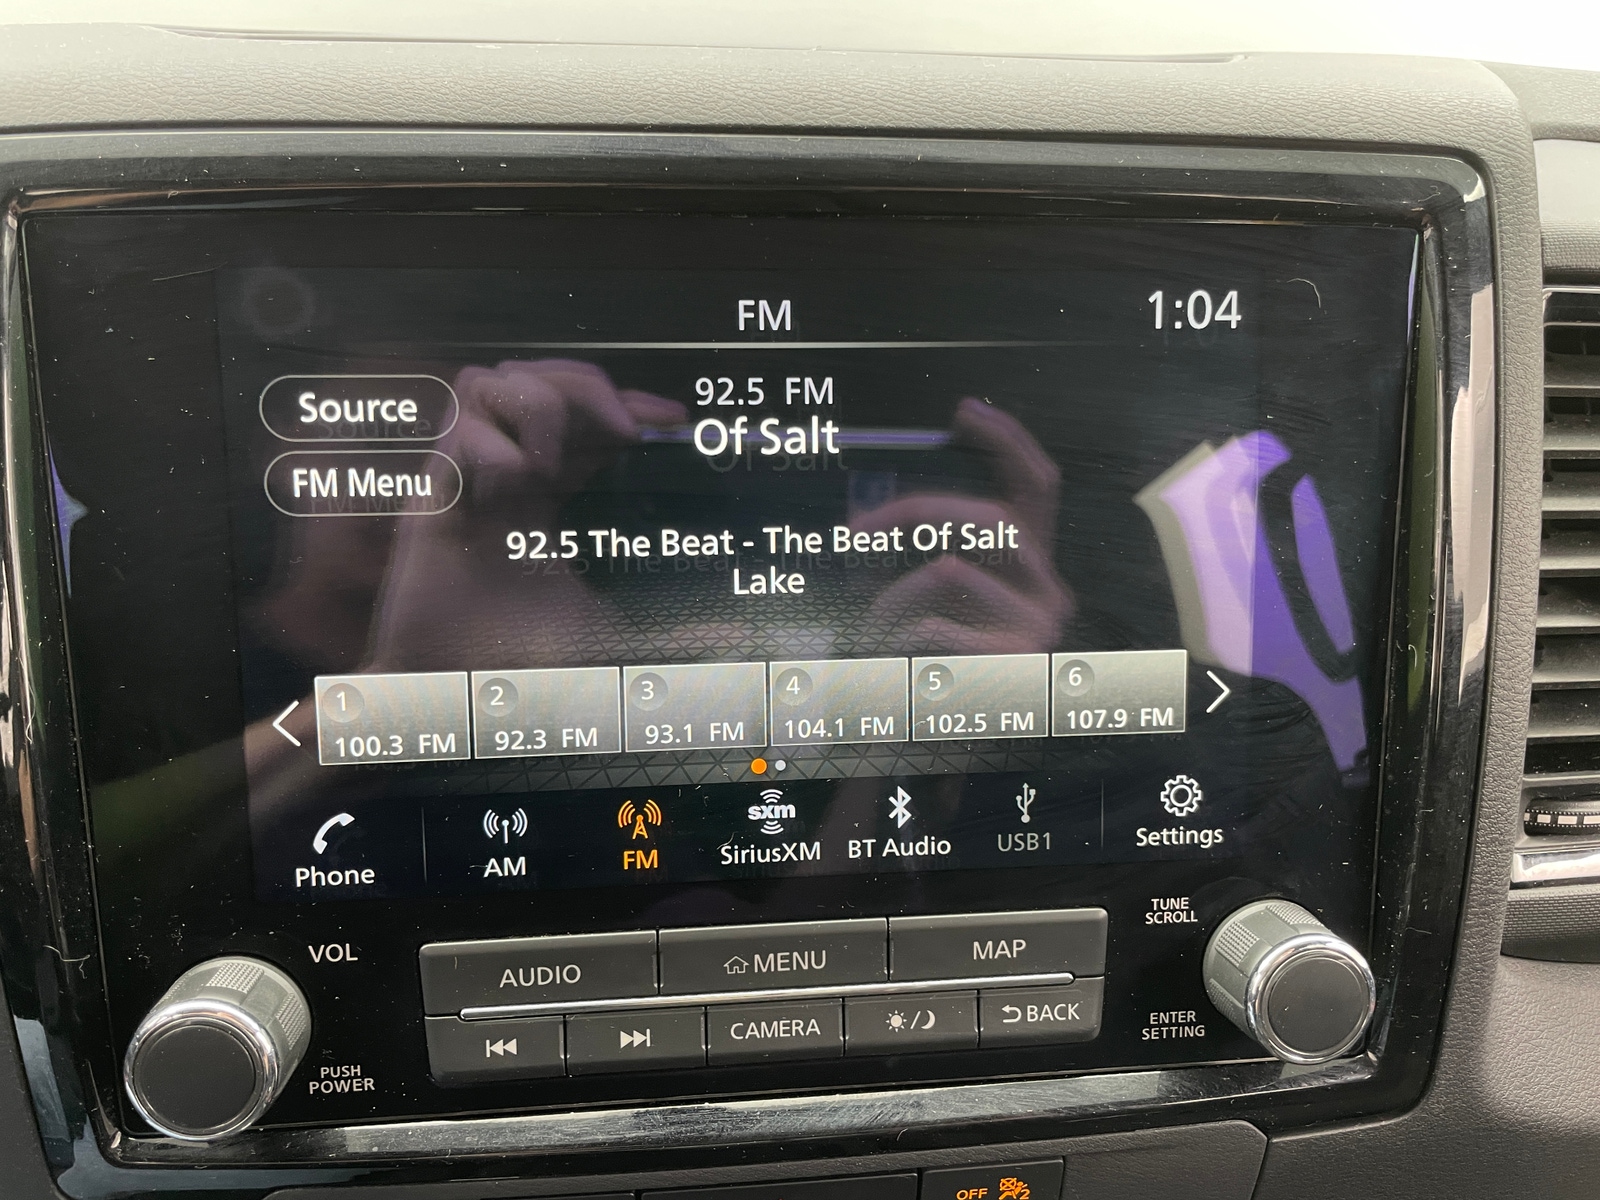 FM
1:04
Source
92.5 FM
Of Salt
FM Menu
92.5 The Beat - The Beat Of Salt
Lake
1
100.3 FM
2
92.3 FM
3
93.1 FM
4
104.1 FM
5
102.5 FM
6
107.9 FM
Phone
AM
FM
sxm
SiriusXM
BT Audio
USB1
Settings
VOL
PUSH
POWER
AUDIO
MENU
MAP
CAMERA
BACK
TUNE
SCROLL
ENTER
SETTING
OFF
2